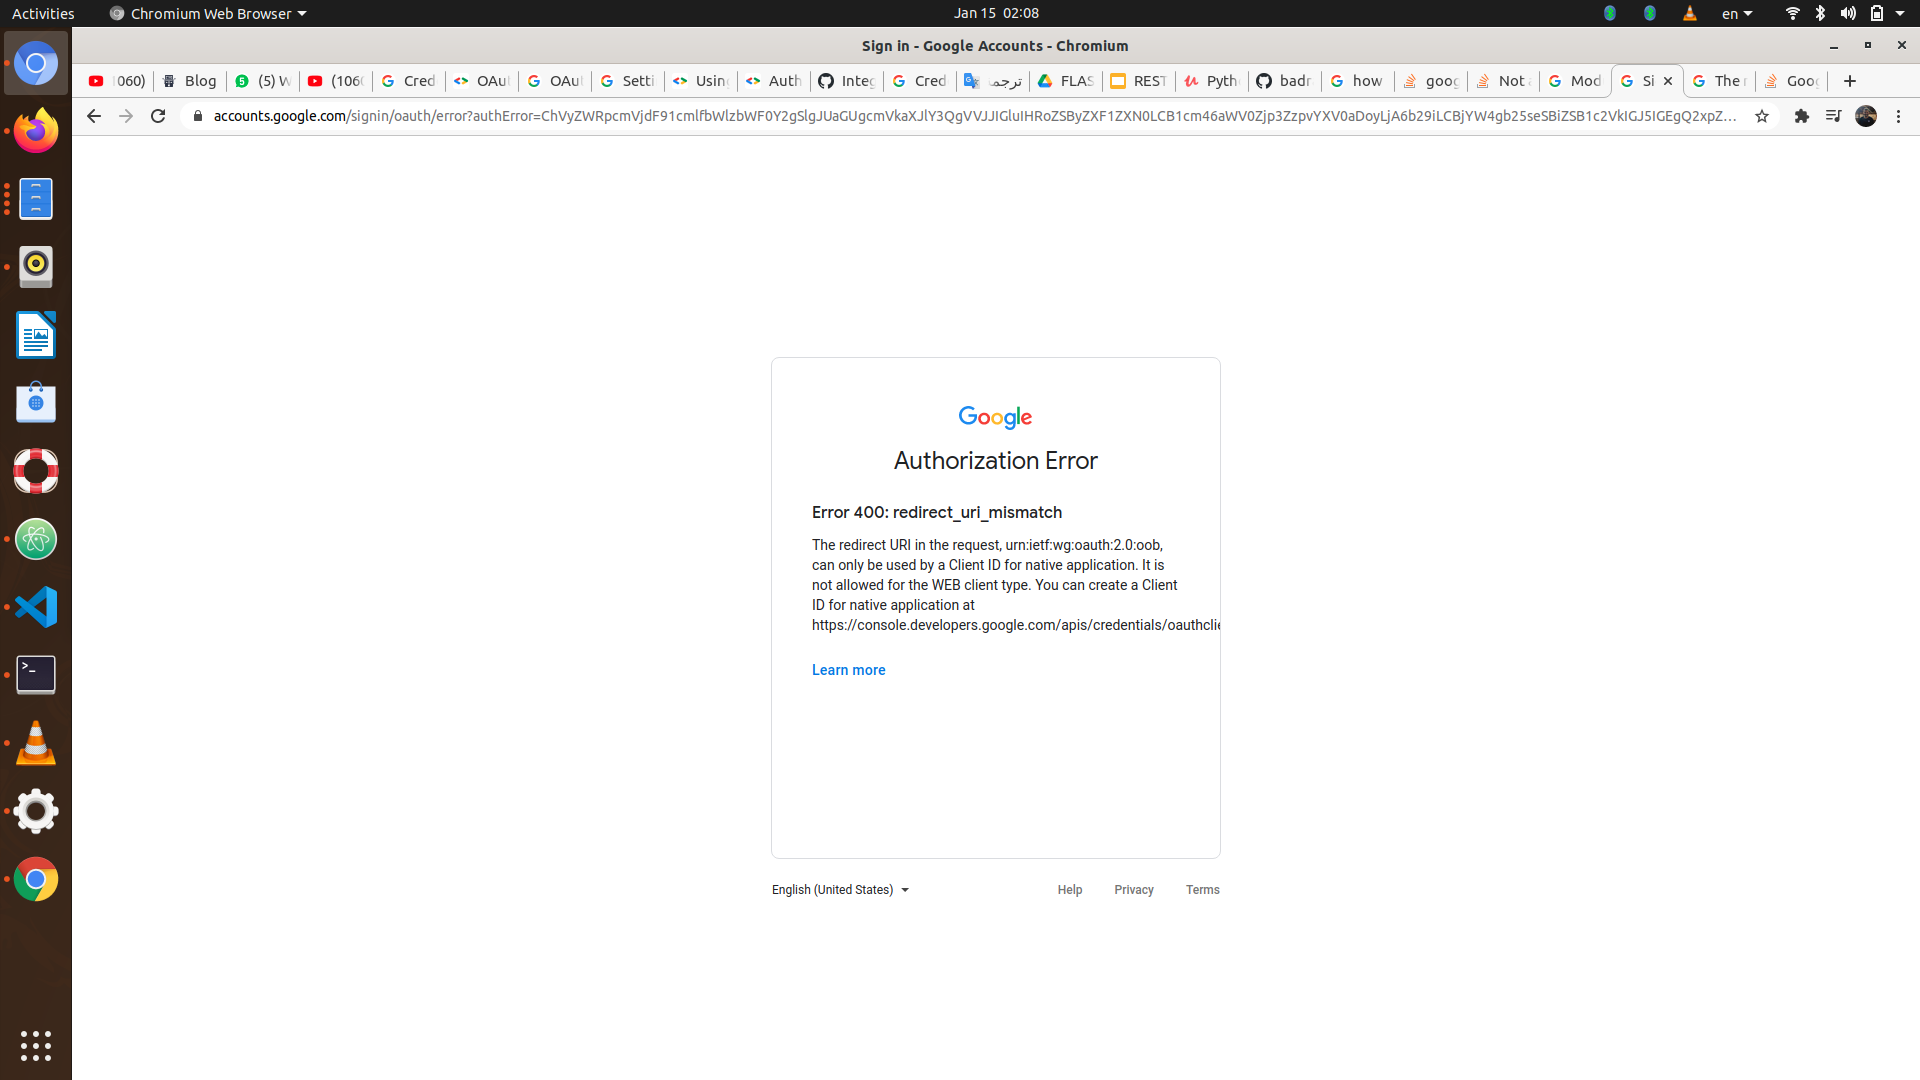 Activities Chromium Web Browser Jan 15 02:08 en
Sign in - Google Accounts - Chromium
060) Blog (5) W (106 Cred OAu OAu Setti Using Auth Integ Cred ترجم FLAS REST Pyth badr how goog Not Mod Si The Goog
accounts.google.com/signin/oauth/error?authError=ChVyZWRpcmVjdF91cmlfbWlzbWF0Y2gSlgJUaGUgcmVkaXJlY3QgVVJJIGluIHRoZSByZXF1ZXN0LCB1cm46aWV0Zjp3ZzpvYXV0aDoyLjA6b29iLCBjYW4gb25seSBiZSB1c2VkIGJ5IGEgQ2xpZ...
Google
Authorization Error
Error 400: redirect_uri_mismatch
The redirect URI in the request, urn:ietf:wg:oauth:2.0:oob,
can only be used by a Client ID for native application. It is
not allowed for the WEB client type. You can create a Client
ID for native application at
https://console.developers.google.com/apis/credentials/oauthclie
Learn more
English (United States) Help Privacy Terms